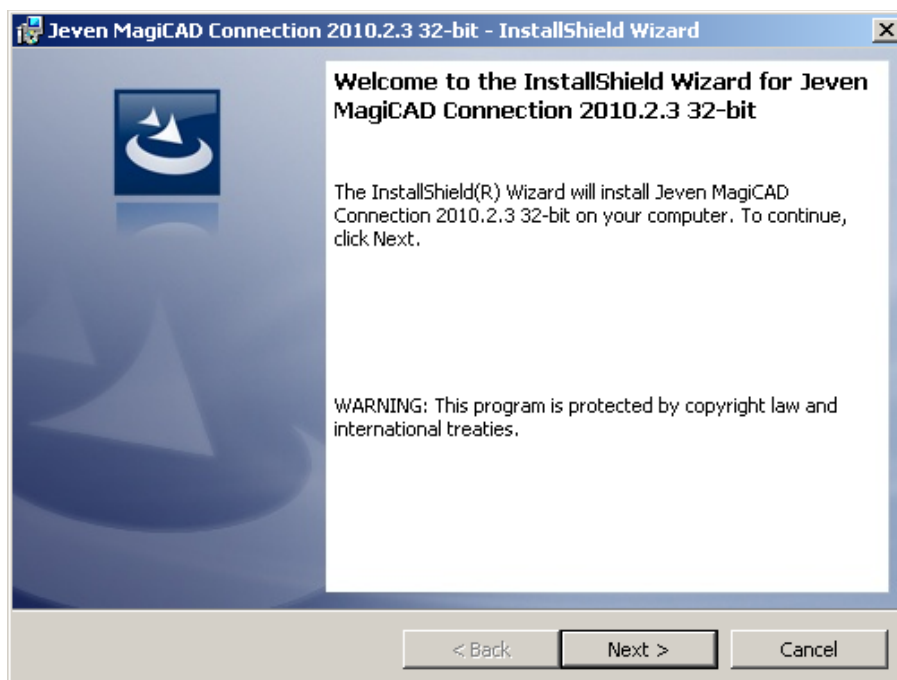 Jeven MagiCAD Connection 2010.2.3 32-bit - InstallShield Wizard
Welcome to the InstallShield Wizard for Jeven
MagiCAD Connection 2010.2.3 32-bit
The InstallShield(R) Wizard will install Jeven MagiCAD
Connection 2010.2.3 32-bit on your computer. To continue,
click Next.
WARNING: This program is protected by copyright law and
international treaties.
< Back
Next >
Cancel